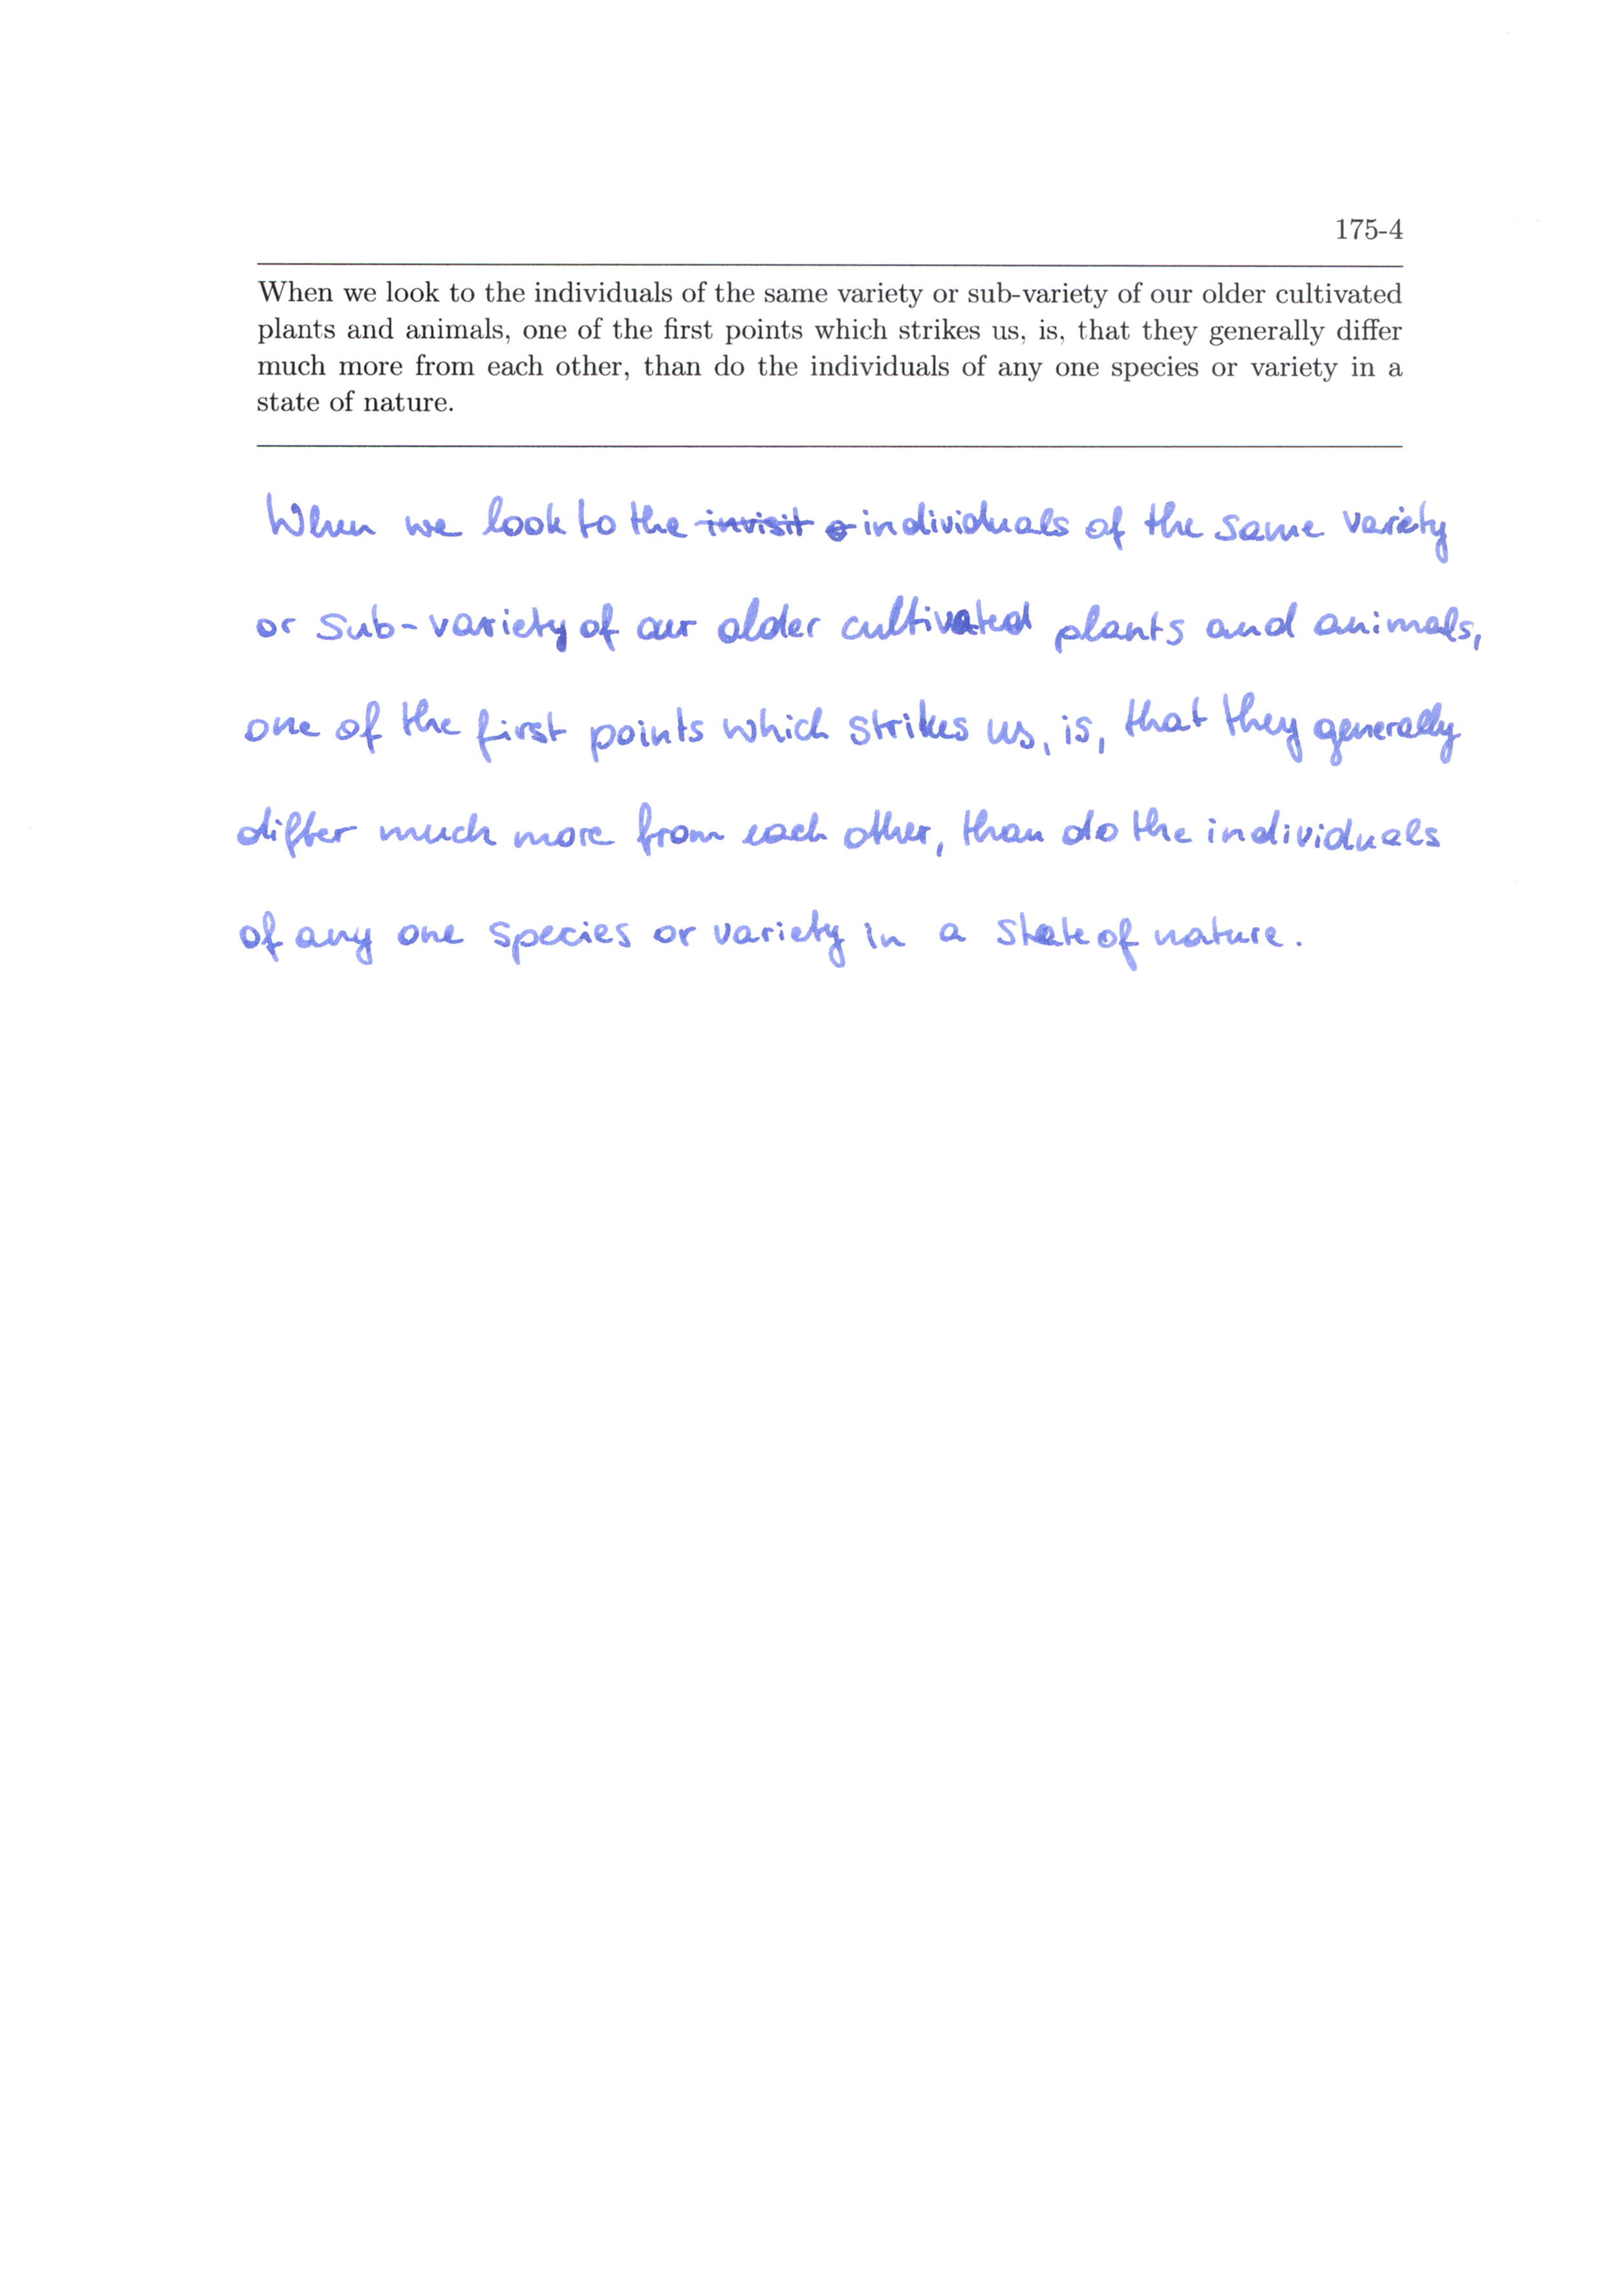 175-4
When we look to the individuals of the same variety or sub-variety of our older cultivated
plants and animals, one of the first points which strikes us, is, that they generally differ
much more from each other, than do the individuals of any one species or variety in a
state of nature.
When we look to the invisit individuals of the same variety
or sub-variety of our older cultivated plants and animals,
one of the first points which strikes us, is, that they generally
differ much more from each other, than do the individuals
of any one species or variety in a state of nature.